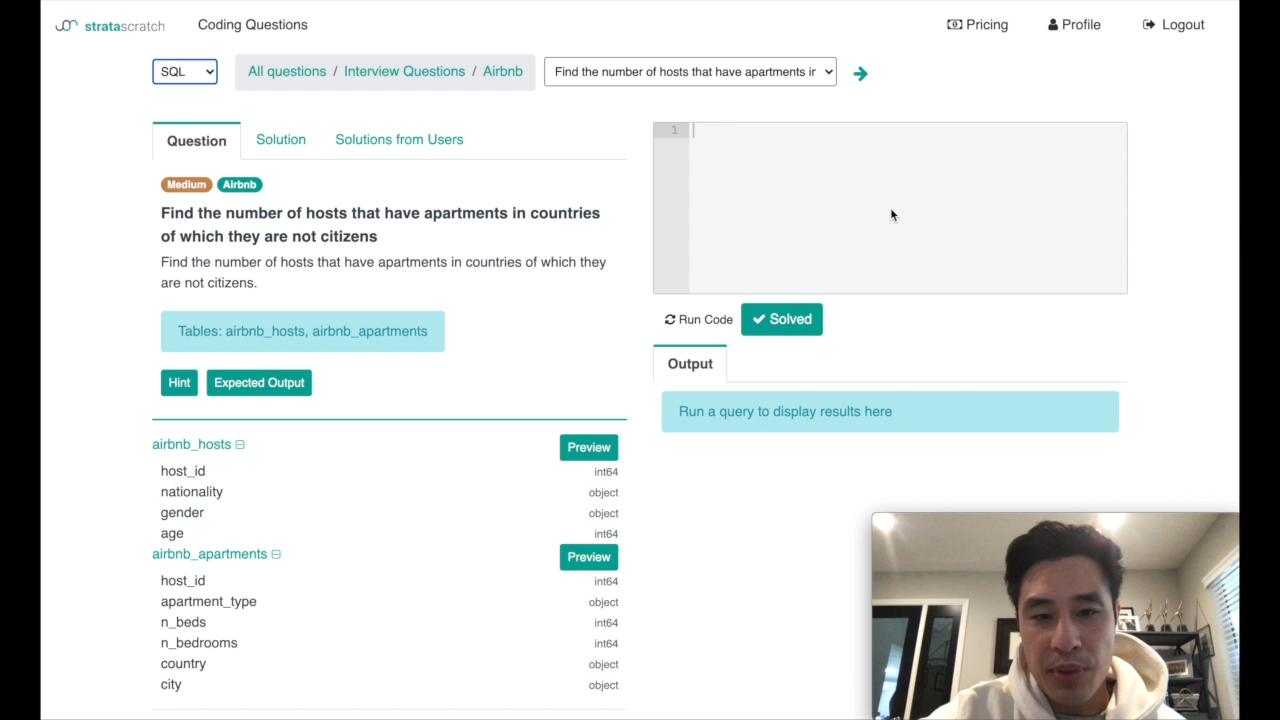 stratascratch
Coding Questions
Pricing
Profile
Logout
SQL
All questions / Interview Questions / Airbnb
Find the number of hosts that have apartments ir
Question
Solution
Solutions from Users
Medium
Airbnb
Find the number of hosts that have apartments in countries
of which they are not citizens
Find the number of hosts that have apartments in countries of which they
are not citizens.
Tables: airbnb_hosts, airbnb_apartments
Hint
Expected Output
airbnb_hosts
Preview
host_id int64
nationality object
gender object
age int64
airbnb_apartments
Preview
host_id int64
apartment_type object
n_beds int64
n_bedrooms int64
country object
city object
1
Run Code
Solved
Output
Run a query to display results here